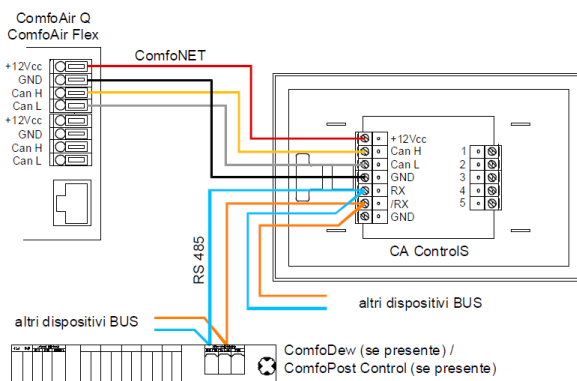 ComfoAir Q
ComfoAir Flex
ComfoNET
+12Vcc
GND
Can H
Can L
+12Vcc
GND
Can H
Can L
+12Vcc
Can H
Can L
GND
RX
/RX
GND
1
2
3
4
5
CA ControlS
RS 485
altri dispositivi BUS
altri dispositivi BUS
ComfoDew (se presente) /
ComfoPost Control (se presente)